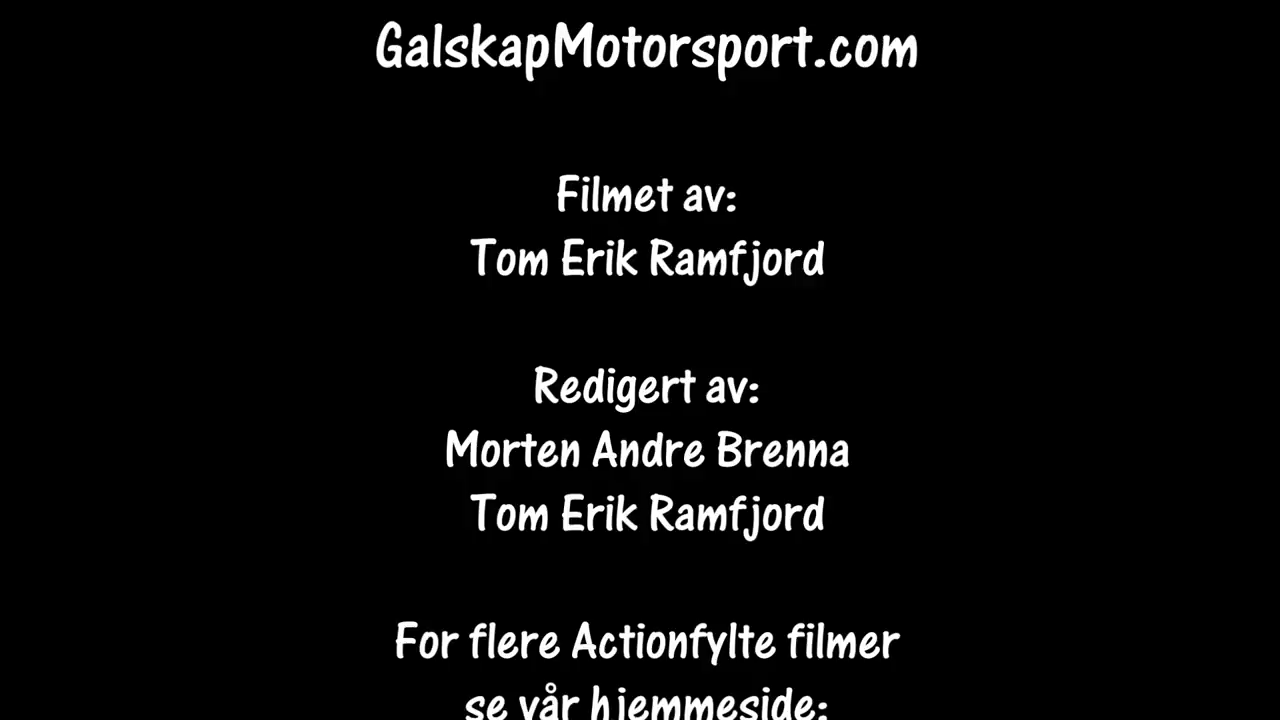 GalskapMotorsport.com
Filmet av:
Tom Erik Ramfjord
Redigert av:
Morten Andre Brenna
Tom Erik Ramfjord
For flere Actionfylte filmer
se vår hjemmeside: